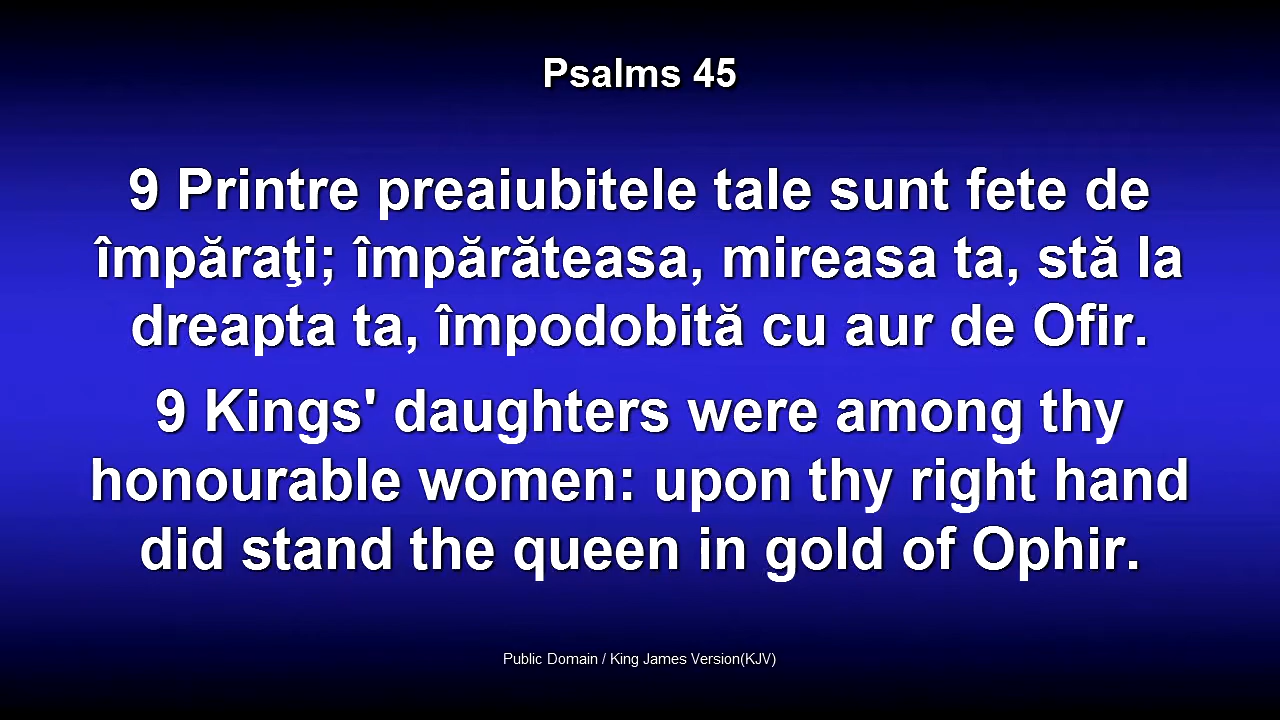 Psalms 45
9 Printre preaiubitele tale sunt fete de
împăraţi; împărăteasa, mireasa ta, stă la
dreapta ta, împodobită cu aur de Ofir.
9 Kings' daughters were among thy
honourable women: upon thy right hand
did stand the queen in gold of Ophir.
Public Domain / King James Version(KJV)